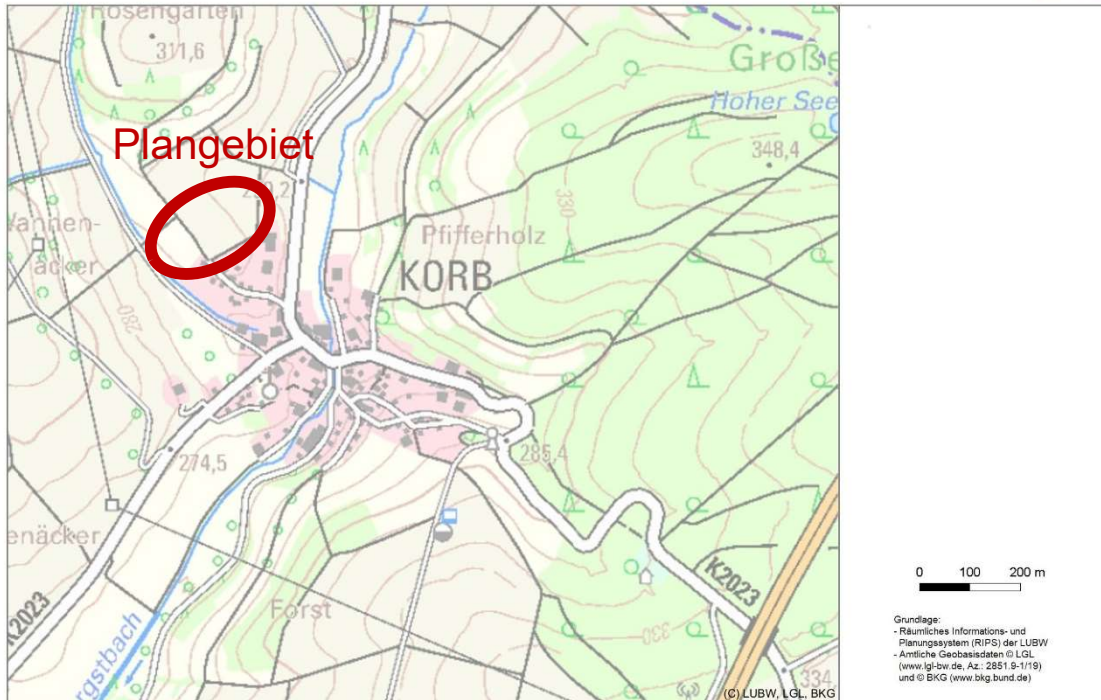 Rosengarten
311,6
Große
Hoher See
Plangebiet
348,4
330
Wannen-
äcker
Pfifferholz
KORB
280
274,5
285,4
enäcker
K2023
K2023
Forst
rgstbach
330
334
(C) LUBW, LGL, BKG
0 100 200 m
Grundlage:
- Räumliches Informations- und
Planungssystem (RIPS) der LUBW
- Amtliche Geobasisdaten © LGL
(www.lgl-bw.de, Az.: 2851.9-1/19)
und © BKG (www.bkg.bund.de)